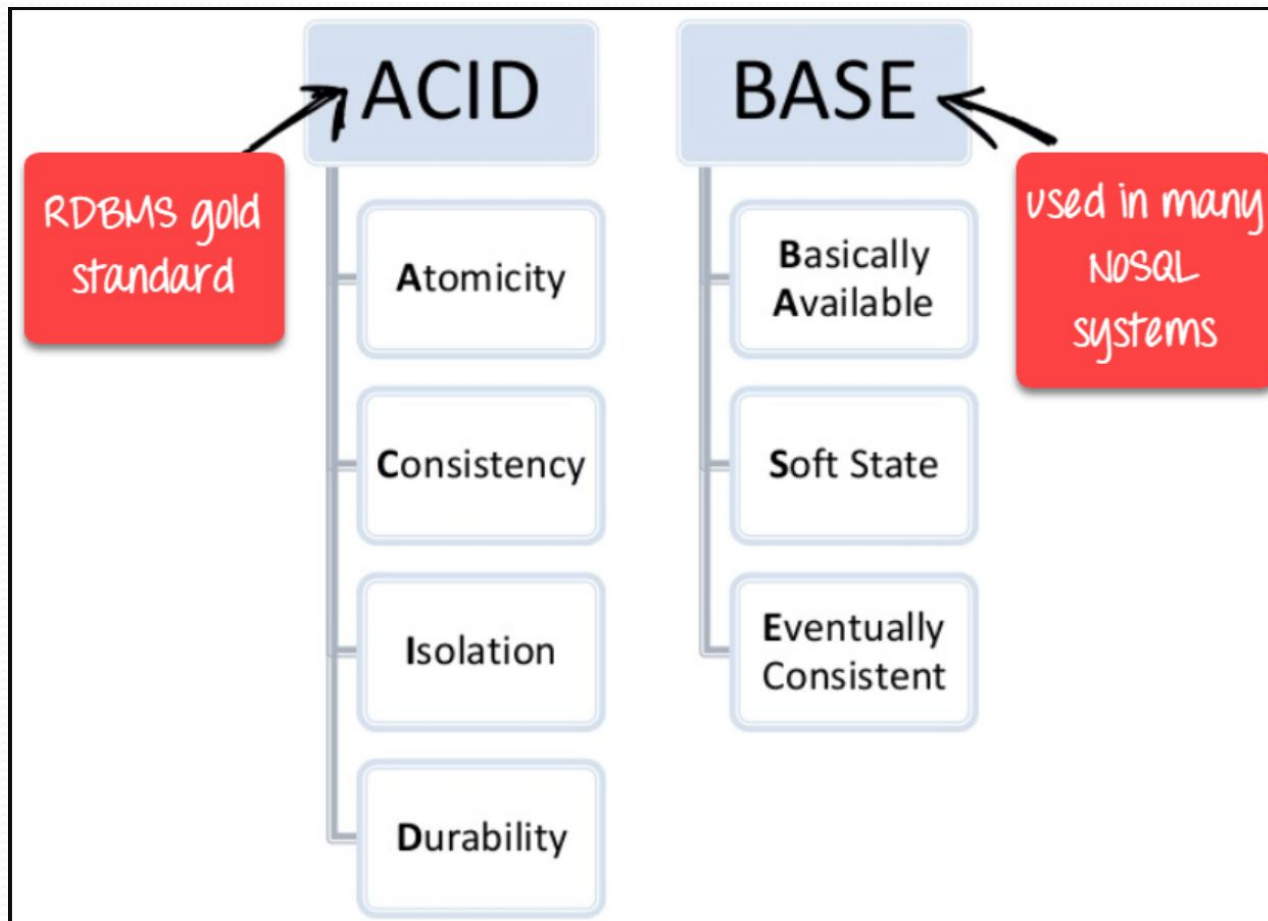 ACID
RDBMS gold
standard
Atomicity
Consistency
Isolation
Durability
BASE
used in many
NOSQL
systems
Basically
Available
Soft State
Eventually
Consistent